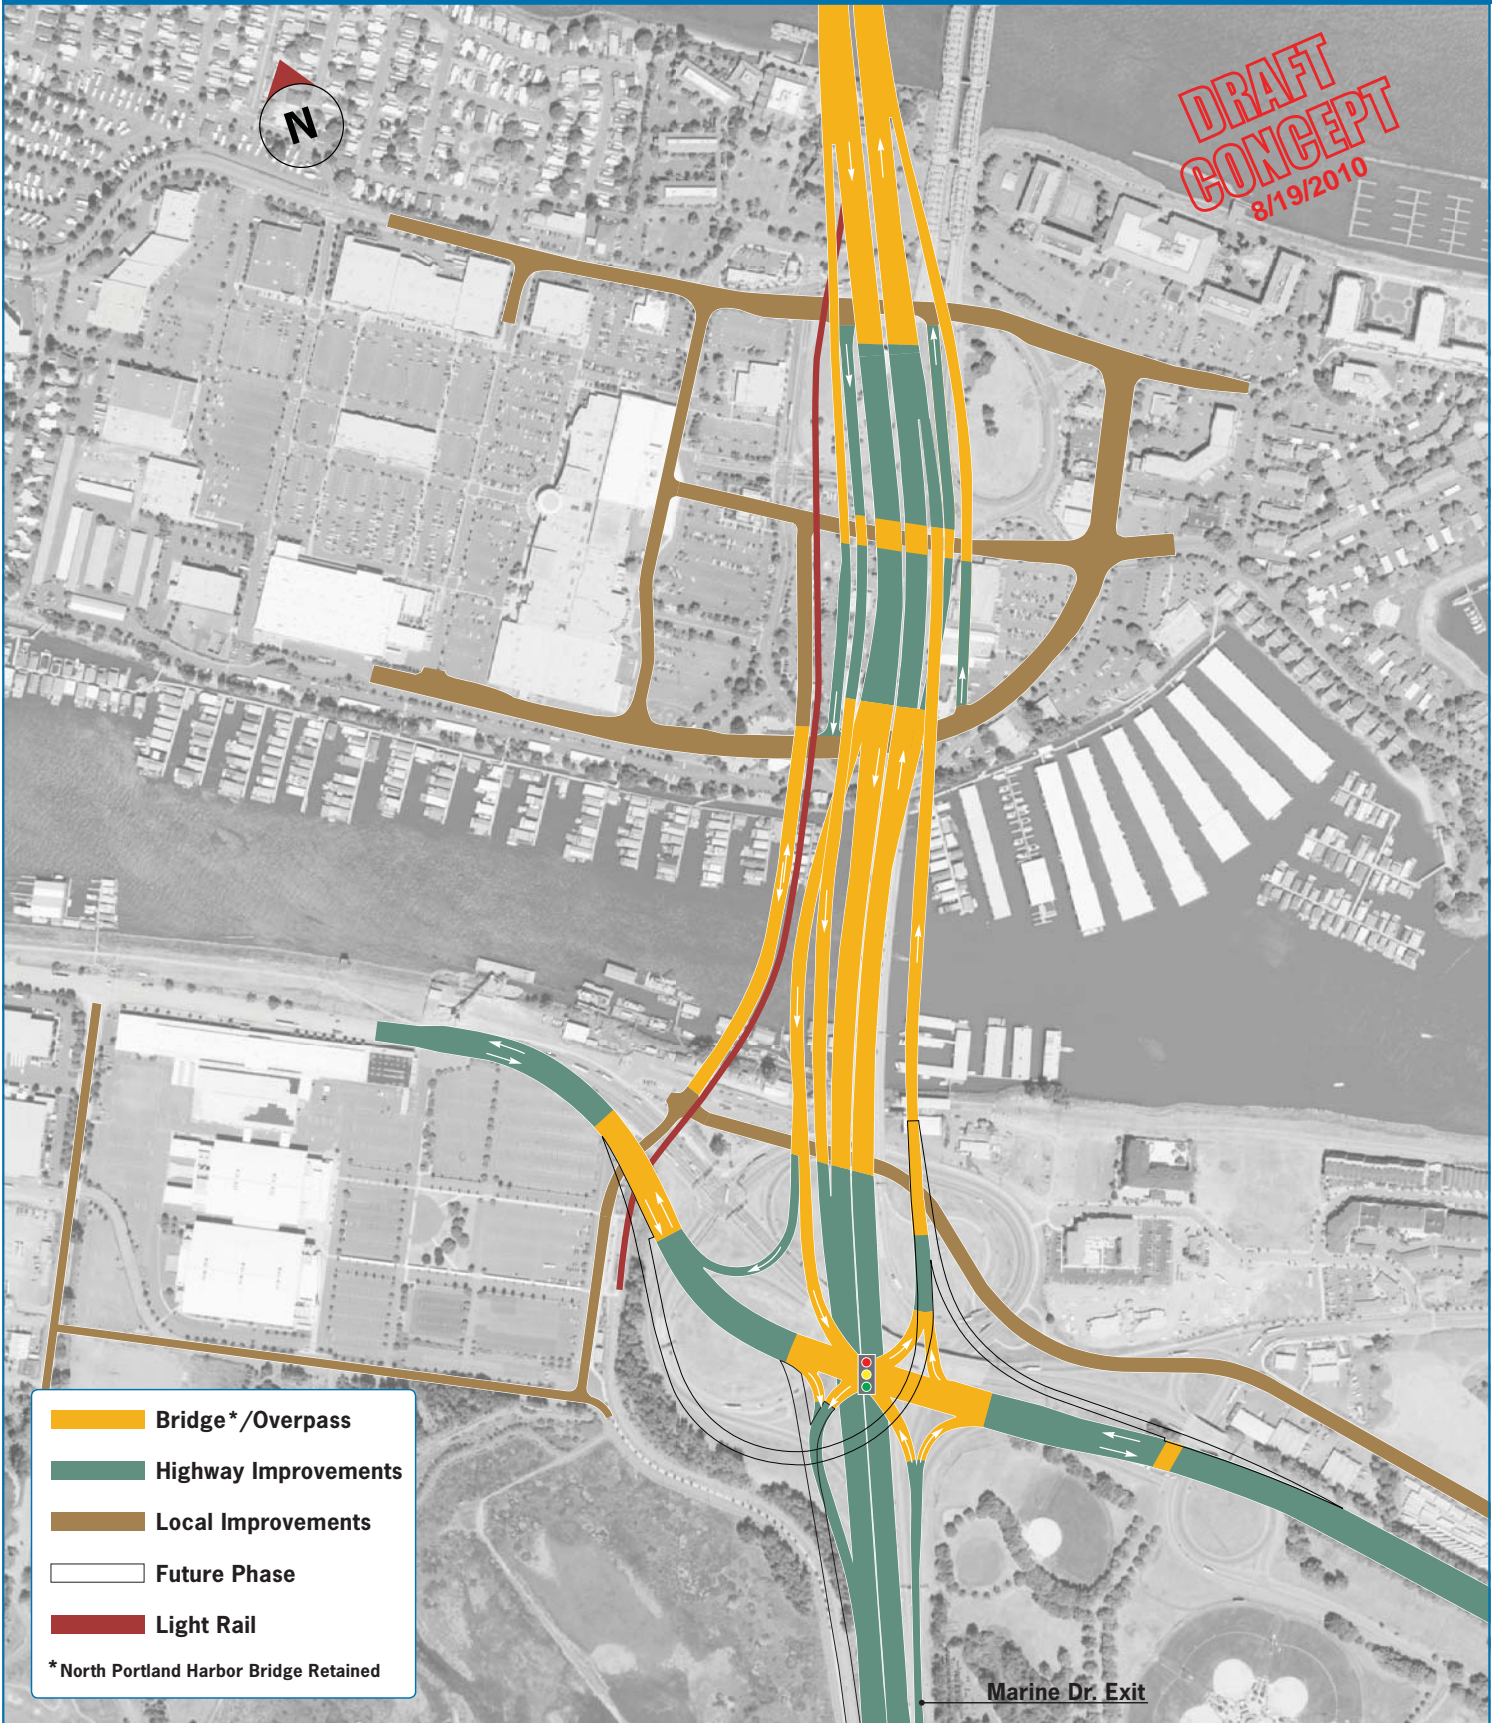 N
DRAFT
CONCEPT
8/19/2010
Bridge*/Overpass
Highway Improvements
Local Improvements
Future Phase
Light Rail
*North Portland Harbor Bridge Retained
Marine Dr. Exit